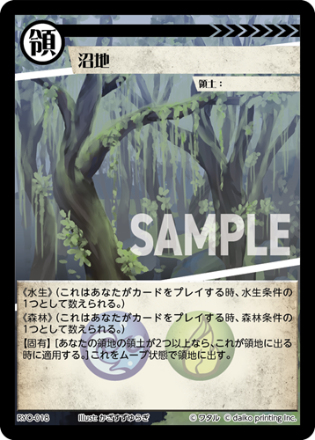 領
沼地
領土：
SAMPLE
《水生》（これはあなたがカードをプレイする時、水生条件の
1つとして数えられる。）
《森林》（これはあなたがカードをプレイする時、森林条件の
1つとして数えられる。）
【固有】［あなたの領地の領土が2つ以上なら、これが領地に出る
時に適用する。］これをムーブ状態で領地に出す。
RYO-016 Illust: かざすずゆらぎ ©ワタル ©daiko printing Inc.